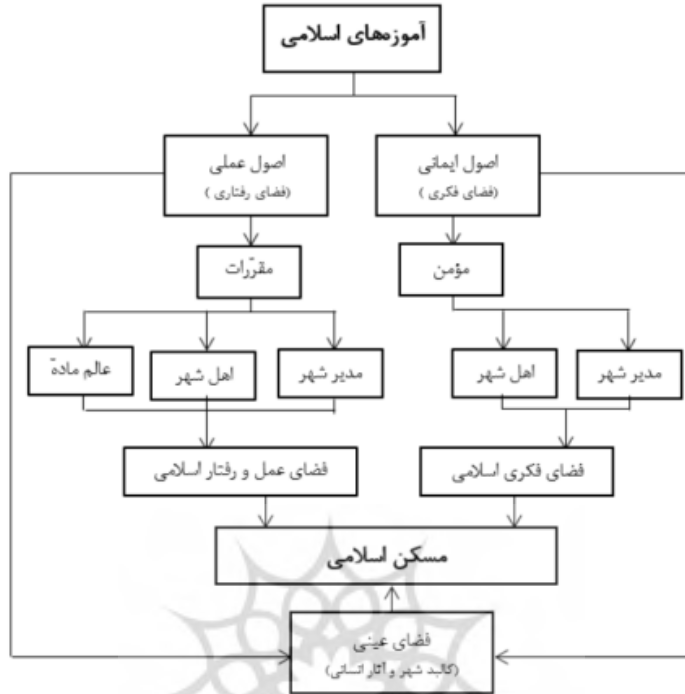 آموزه‌های اسلامی
اصول ایمانی
(فضای فکری)
اصول عملی
(فضای رفتاری)
مؤمن
مقرّرات
مدیر شهر
اهل شهر
مدیر شهر
اهل شهر
عالم مادهّ
فضای فکری اسلامی
فضای عمل و رفتار اسلامی
مسکن اسلامی
فضای عینی
(کالبد شهر و آثار انسانی)